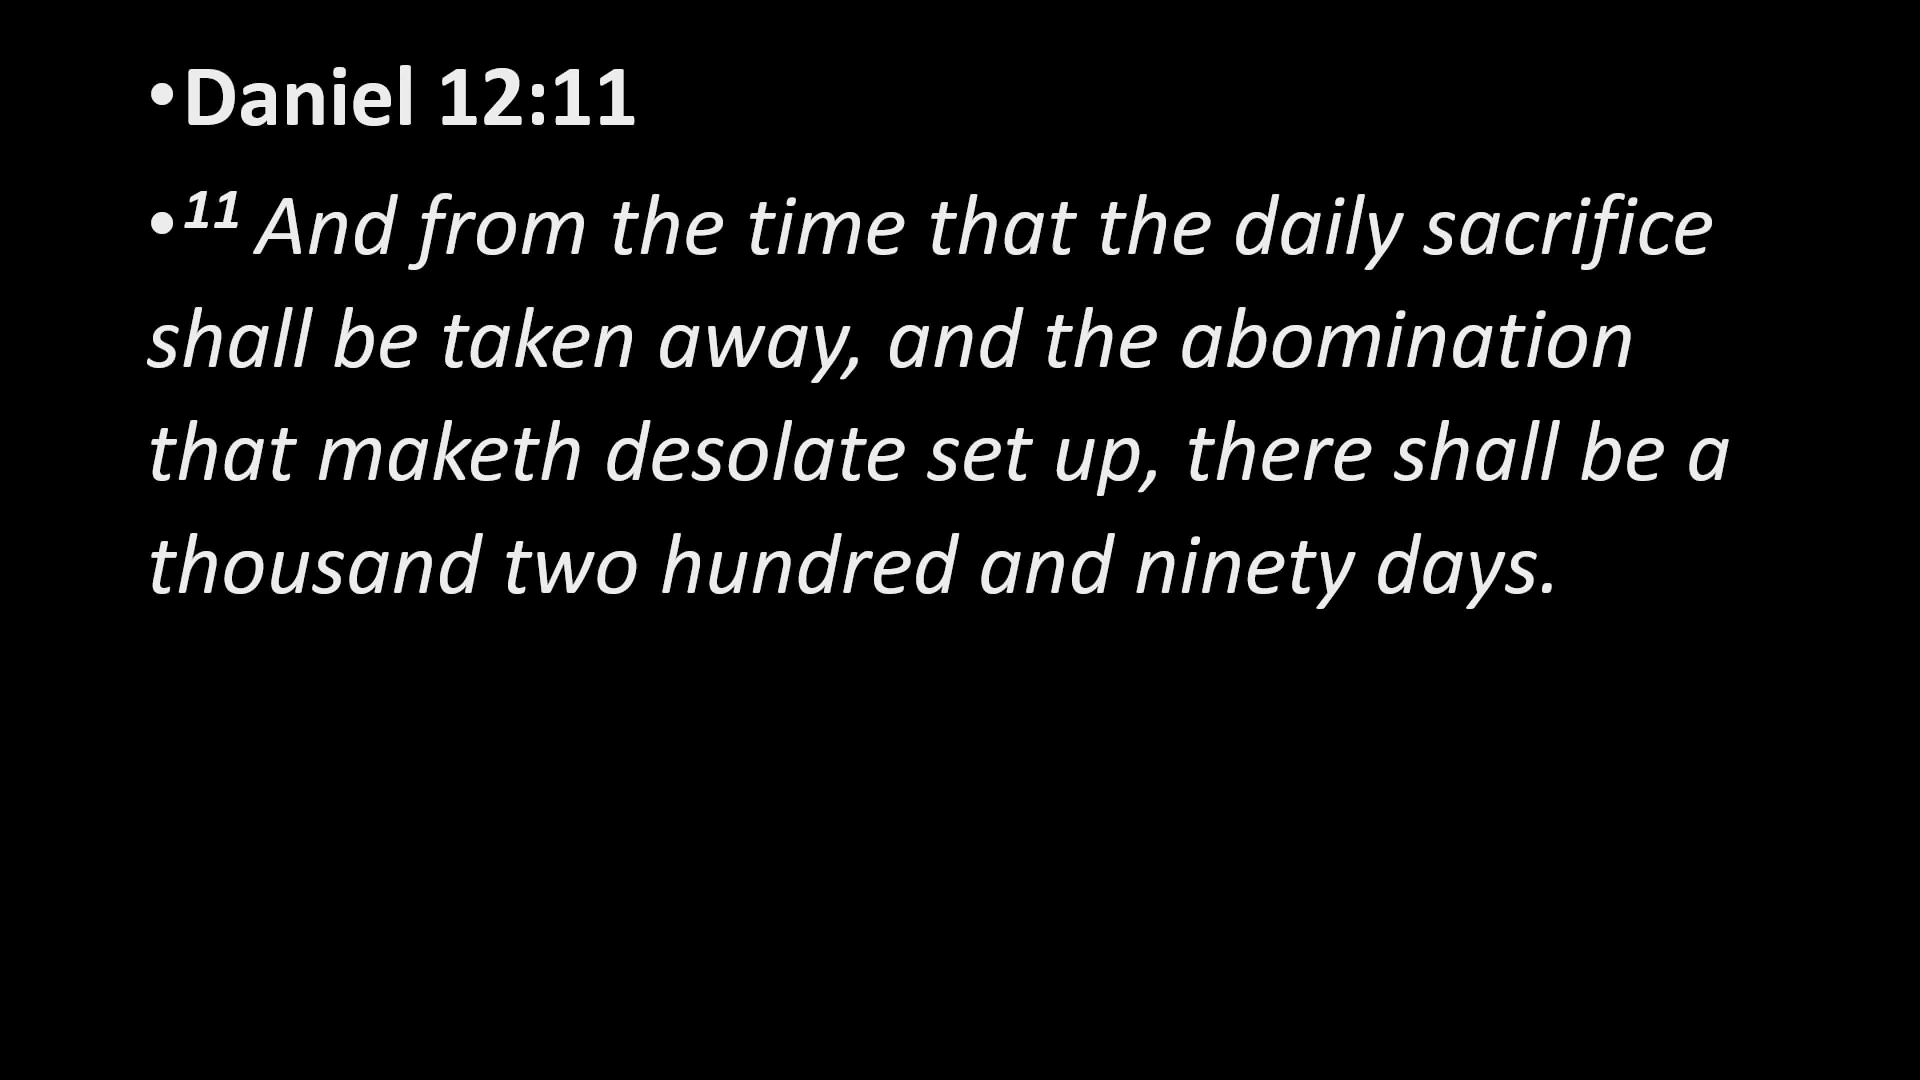 •Daniel 12:11
•11 And from the time that the daily sacrifice
shall be taken away, and the abomination
that maketh desolate set up, there shall be a
thousand two hundred and ninety days.